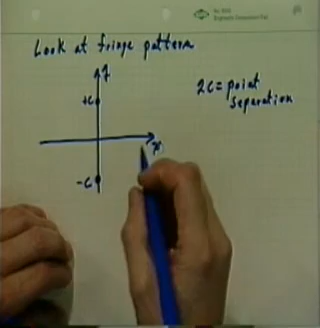 Look at fringe pattern
y
+C
2C = point
separation
x
-C